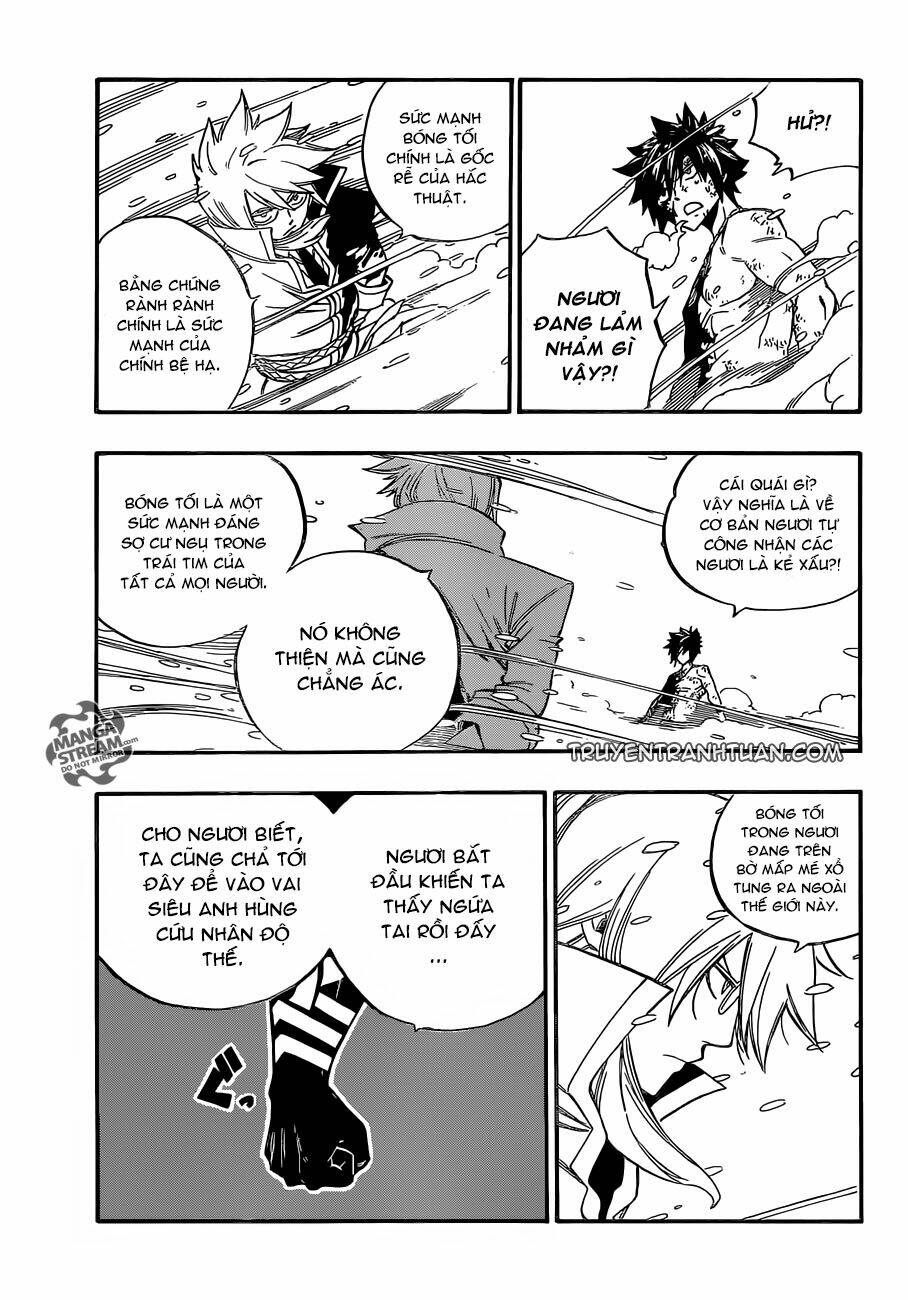 HỬ?!
NGƯƠI
ĐANG LẢM
NHẢM GÌ
VẬY?!
SỨC MẠNH
BÓNG TỐI
CHÍNH LÀ GỐC
RỄ CỦA HẮC
THUẬT.
BẰNG CHỨNG
RÀNH RÀNH
CHÍNH LÀ SỨC
MẠNH CỦA
CHÍNH BỆ HẠ.
CÁI QUÁI GÌ?
VẬY NGHĨA LÀ VỀ
CƠ BẢN NGƯƠI TỰ
CÔNG NHẬN CÁC
NGƯƠI LÀ KẺ XẤU?!
BÓNG TỐI LÀ MỘT
SỨC MẠNH ĐÁNG
SỢ CƯ NGỤ TRONG
TRÁI TIM CỦA
TẤT CẢ MỌI NGƯỜI.
NÓ KHÔNG
THIỆN MÀ CŨNG
CHẲNG ÁC.
MANGA
STREAM.com
DO NOT MIRROR
TRUYENTRANHTUAN.COM
BÓNG TỐI
TRONG NGƯƠI
ĐANG TRÊN
BỜ MẤP MÉ XỔ
TUNG RA NGOÀI
THẾ GIỚI NÀY.
NGƯƠI BẮT
ĐẦU KHIẾN TA
THẤY NGỨA
TAI RỒI ĐẤY
...
CHO NGƯƠI BIẾT,
TA CŨNG CHẢ TỚI
ĐÂY ĐỂ VÀO VAI
SIÊU ANH HÙNG
CỨU NHÂN ĐỘ
THẾ.